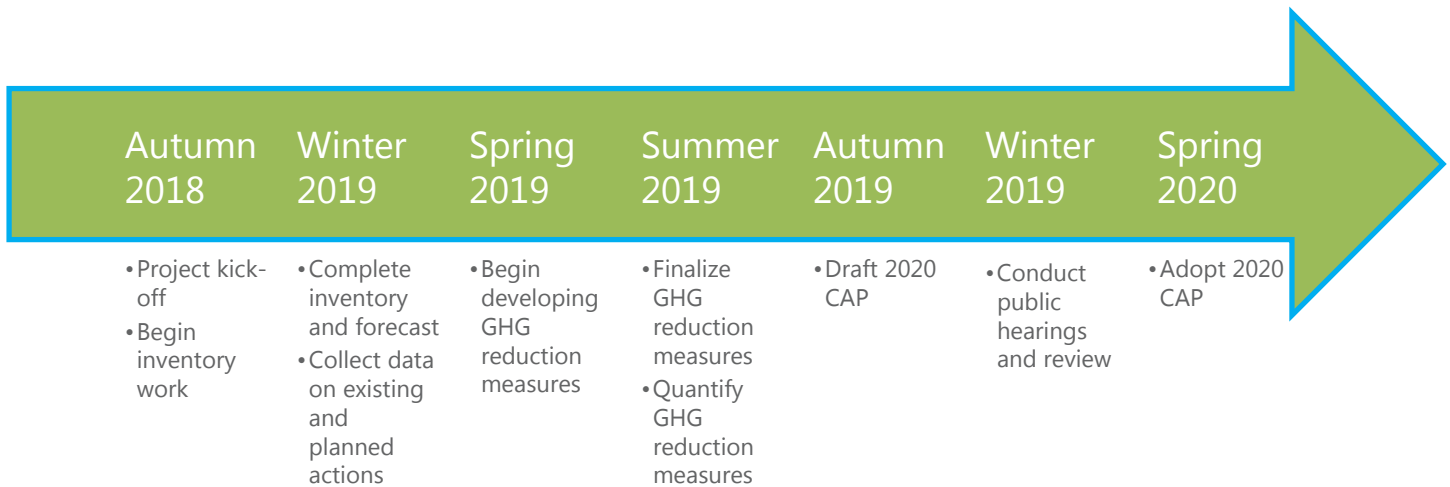 Autumn
2018
Winter
2019
Spring
2019
Summer
2019
Autumn
2019
Winter
2019
Spring
2020
•Project kick-
off
•Begin
inventory
work
•Complete
inventory
and forecast
•Collect data
on existing
and
planned
actions
•Begin
developing
GHG
reduction
measures
•Finalize
GHG
reduction
measures
•Quantify
GHG
reduction
measures
•Draft 2020
CAP
•Conduct
public
hearings
and review
•Adopt 2020
CAP